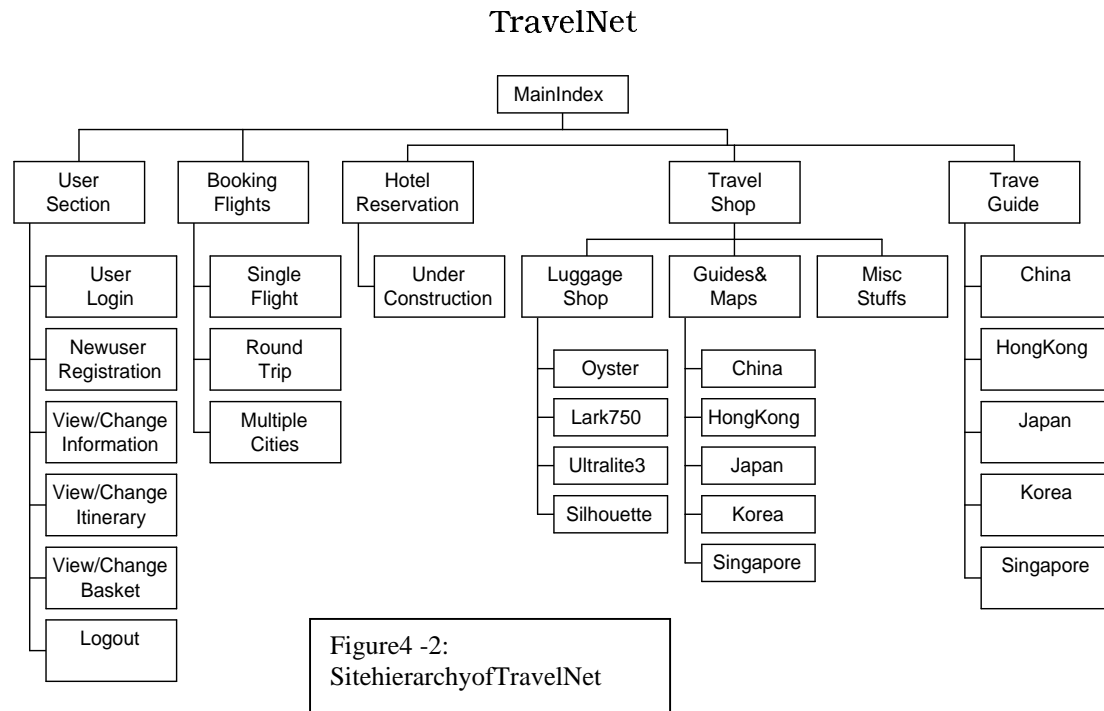 TravelNet
MainIndex
User
Section
Booking
Flights
Hotel
Reservation
Travel
Shop
Trave
Guide
User
Login
Newuser
Registration
View/Change
Information
View/Change
Itinerary
View/Change
Basket
Logout
Single
Flight
Round
Trip
Multiple
Cities
Under
Construction
Luggage
Shop
Oyster
Lark750
Ultralite3
Silhouette
Guides&
Maps
China
HongKong
Japan
Korea
Singapore
Misc
Stuffs
China
HongKong
Japan
Korea
Singapore
Figure4 -2:
SitehierarchyofTravelNet